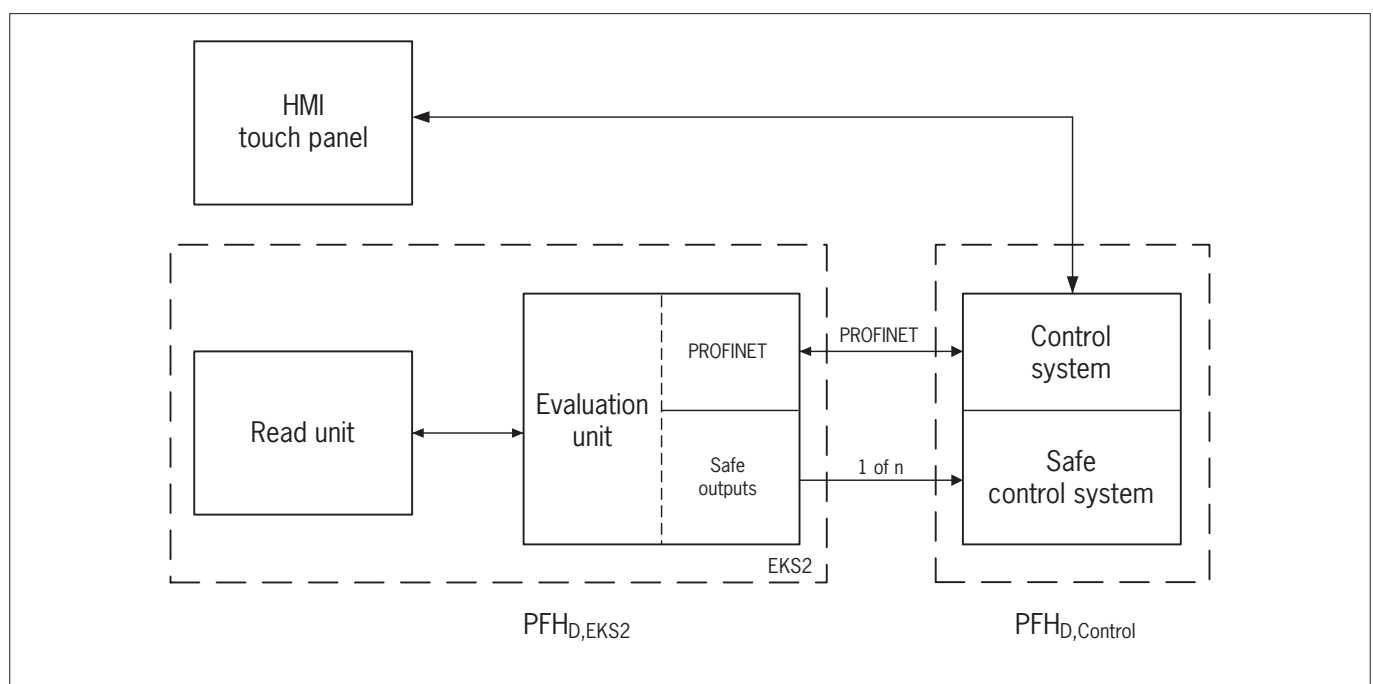 HMI
touch panel
PROFINET
PROFINET
Control
system
Read unit
Evaluation
unit
Safe
outputs
1 of n
Safe
control system
EKS2
PFHD,EKS2
PFHD,Control